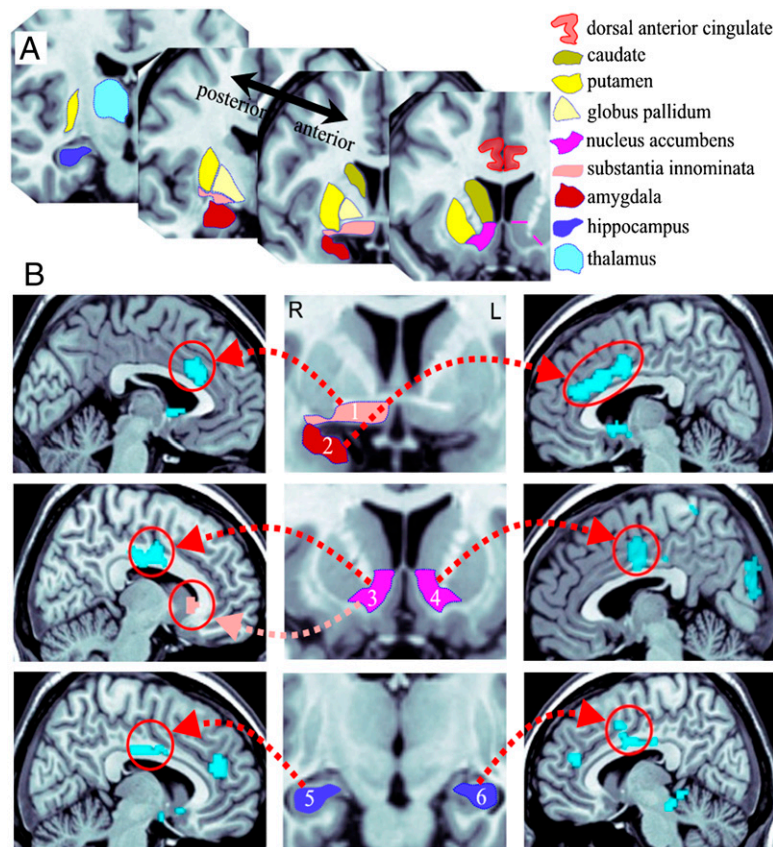 A
posterior
anterior
dorsal anterior cingulate
caudate
putamen
globus pallidum
nucleus accumbens
substantia innominata
amygdala
hippocampus
thalamus
B
R
L
1
2
3
4
5
6